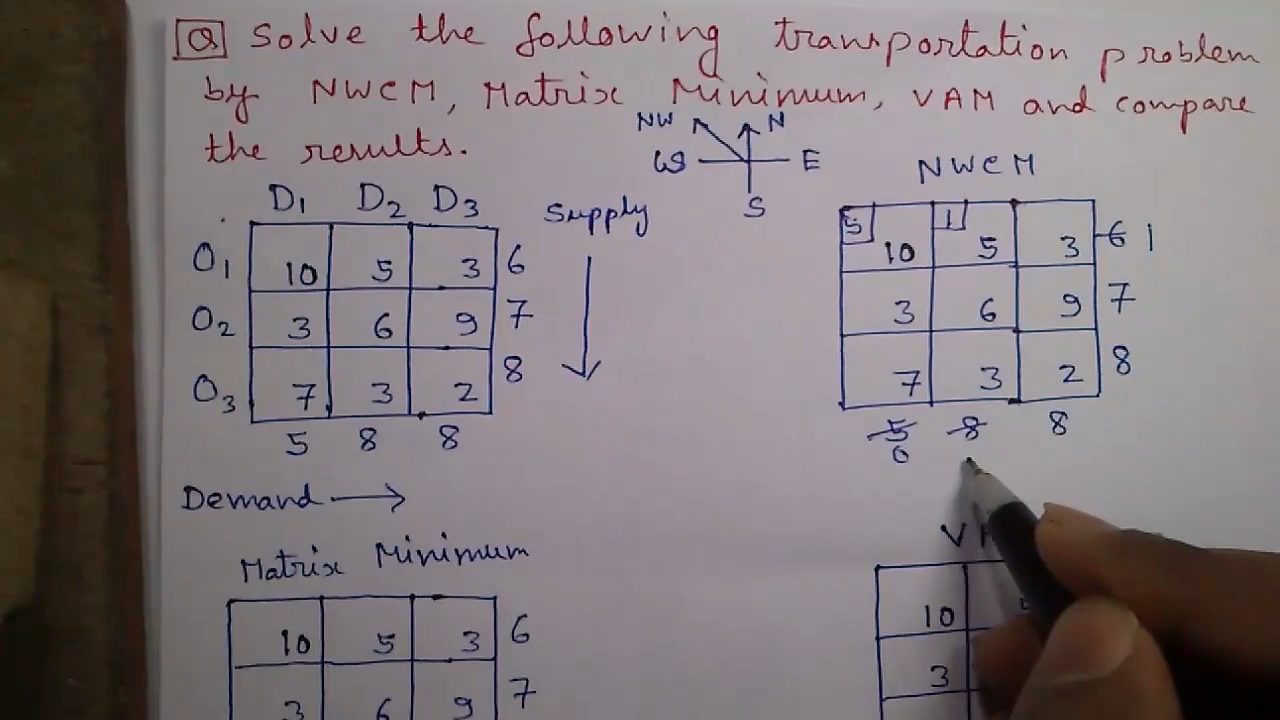 Q Solve the following transportation problem
by NWCM, Matrix Minimum, VAM and compare
the results.
NW N
W E
S
D1 D2 D3 Supply
O1 10 5 3 6
O2 3 6 9 7
O3 7 3 2 8
5 8 8
Demand
NWCM
5 10 1 5 3 6 1
3 6 9 7
7 3 2 8
5 8 8
0
Matrix Minimum
10 5 3 6
3 6 9 7
10
3